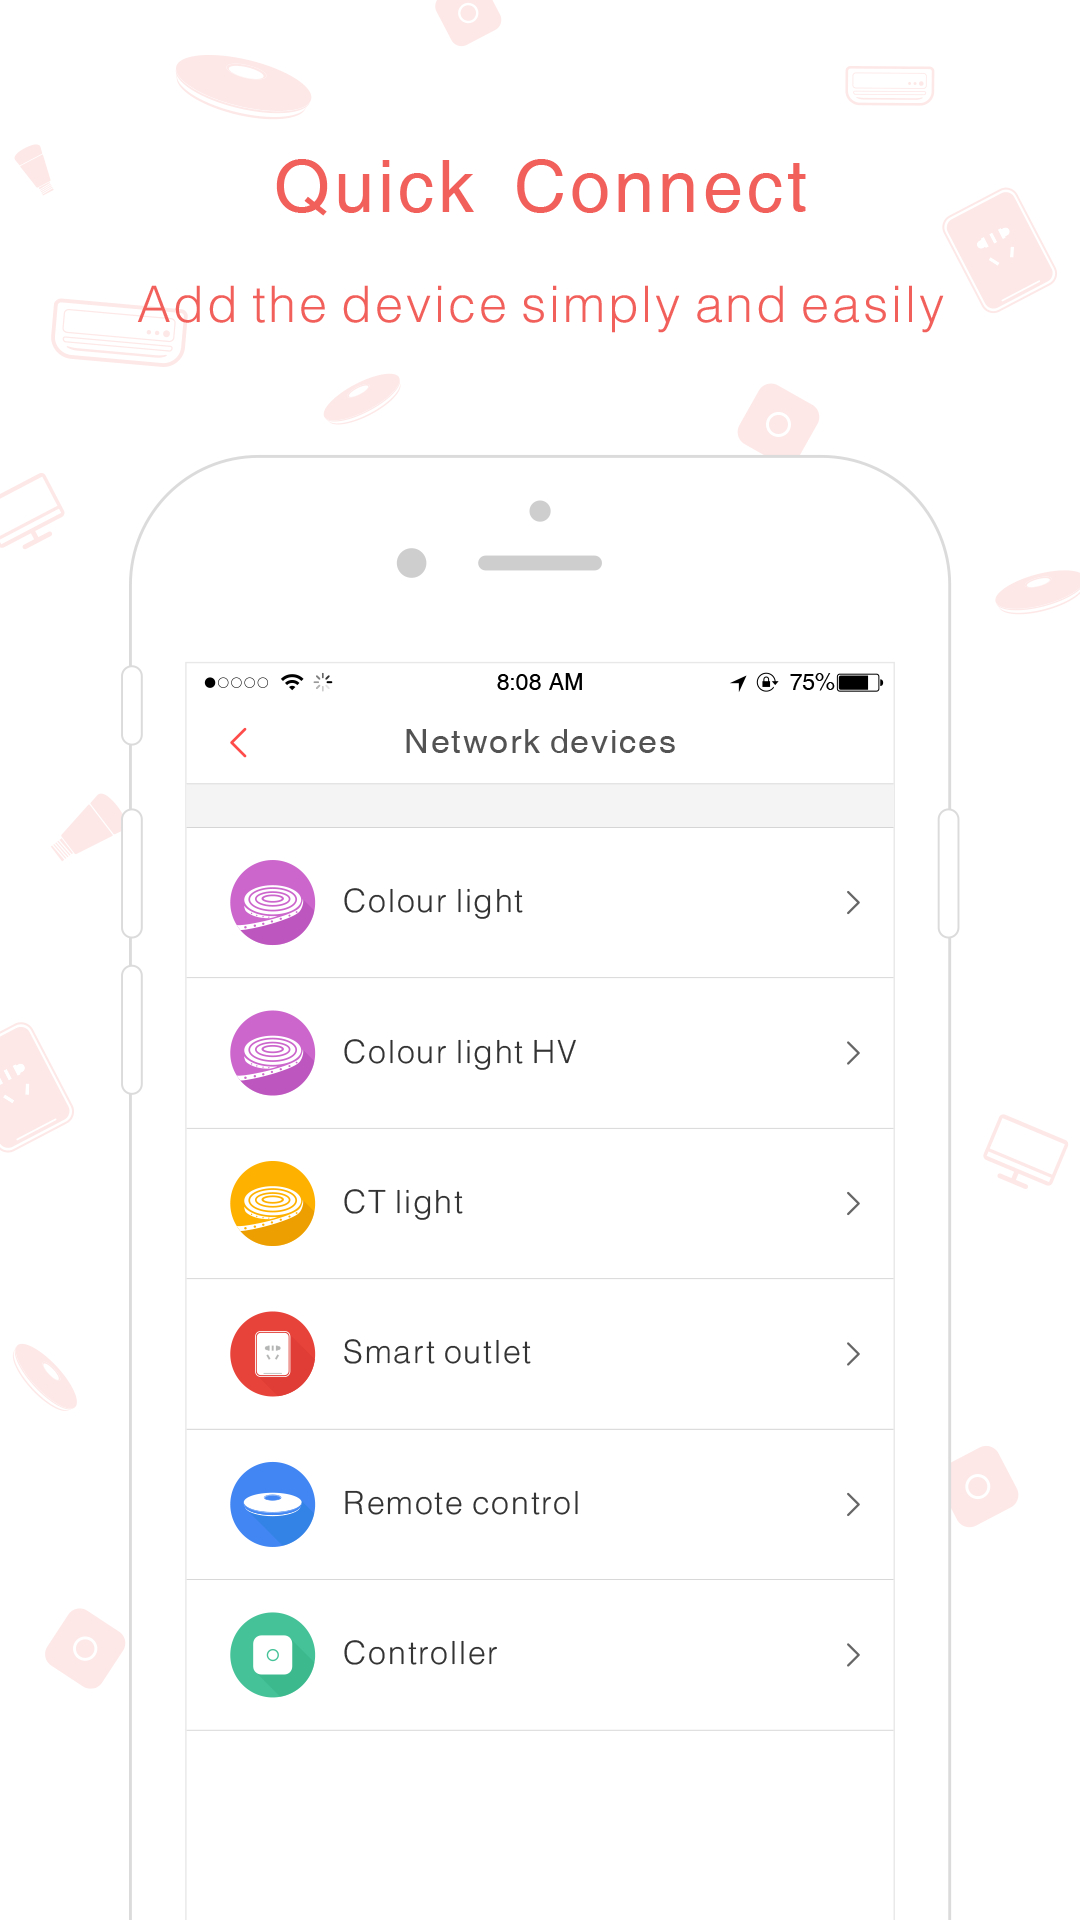 Quick Connect
Add the device simply and easily
8:08 AM
75%
Network devices
Colour light
Colour light HV
CT light
Smart outlet
Remote control
Controller